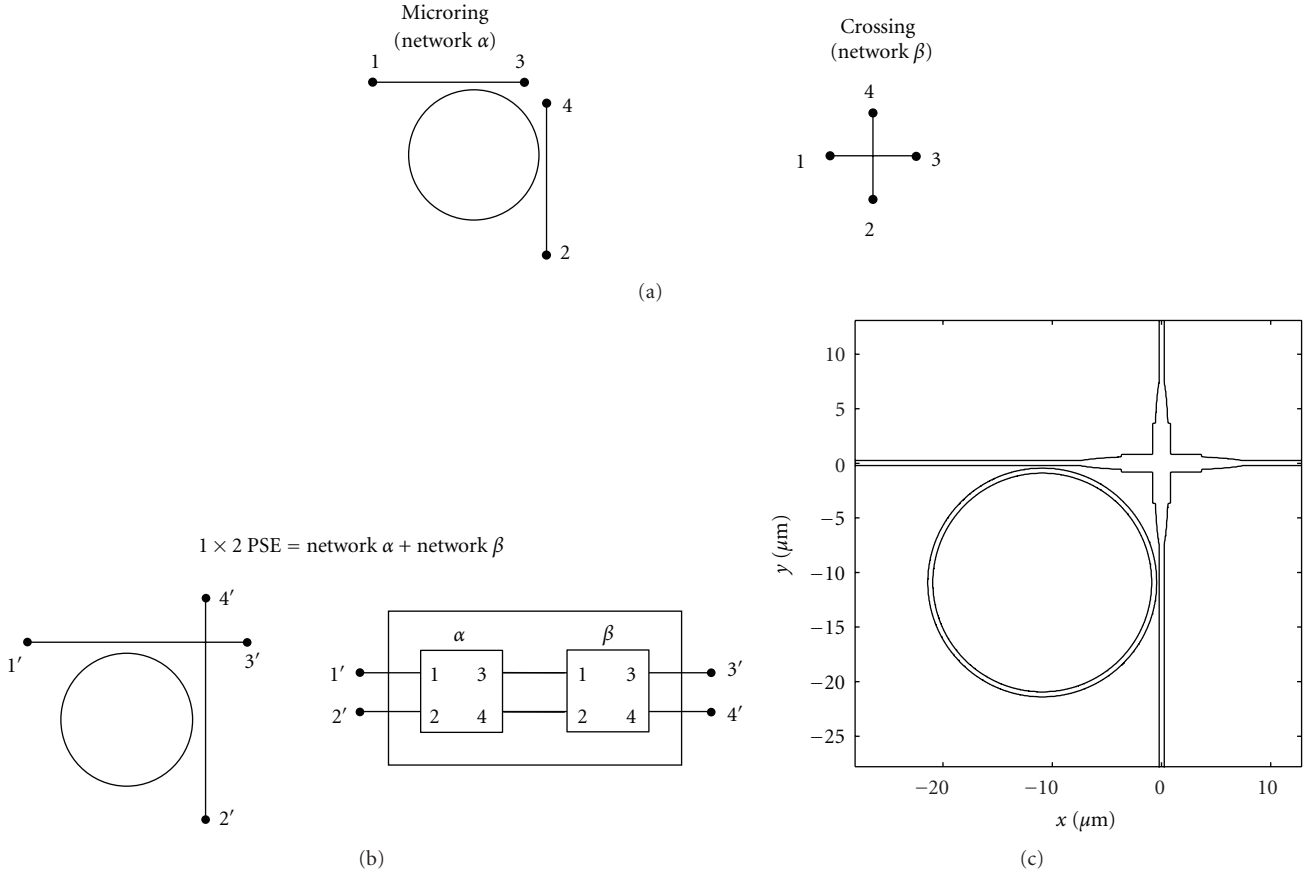 Microring
(network α)
1 3
4
2
Crossing
(network β)
4
1 3
2
(a)
1 × 2 PSE = network α + network β
4′
1′ 3′
2′
α β
1′ 1 3 1 3 3′
2′ 2 4 2 4 4′
(b)
10
5
0
−5
−10
−15
−20
−25
y (μm)
−20 −10 0 10
x (μm)
(c)